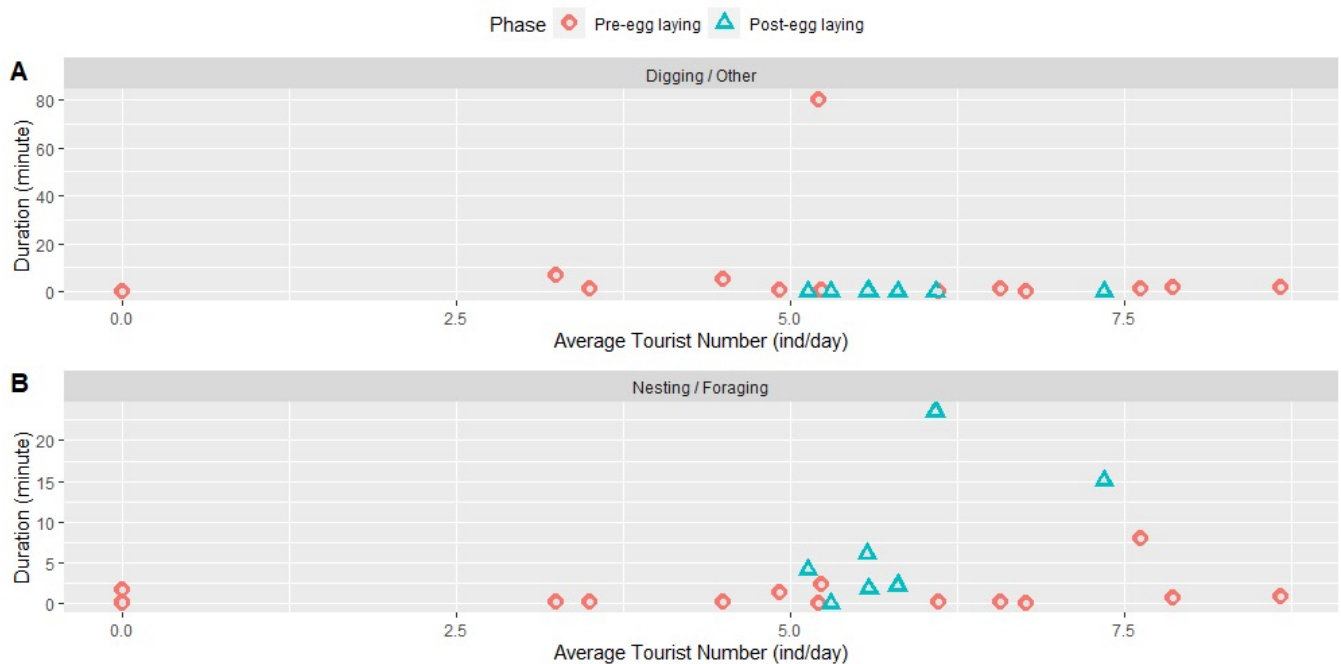 Phase Pre-egg laying Post-egg laying
A
Digging / Other
Duration (minute)
80
60
40
20
0
0.0 2.5 5.0 7.5
Average Tourist Number (ind/day)
B
Nesting / Foraging
Duration (minute)
20
15
10
5
0
0.0 2.5 5.0 7.5
Average Tourist Number (ind/day)